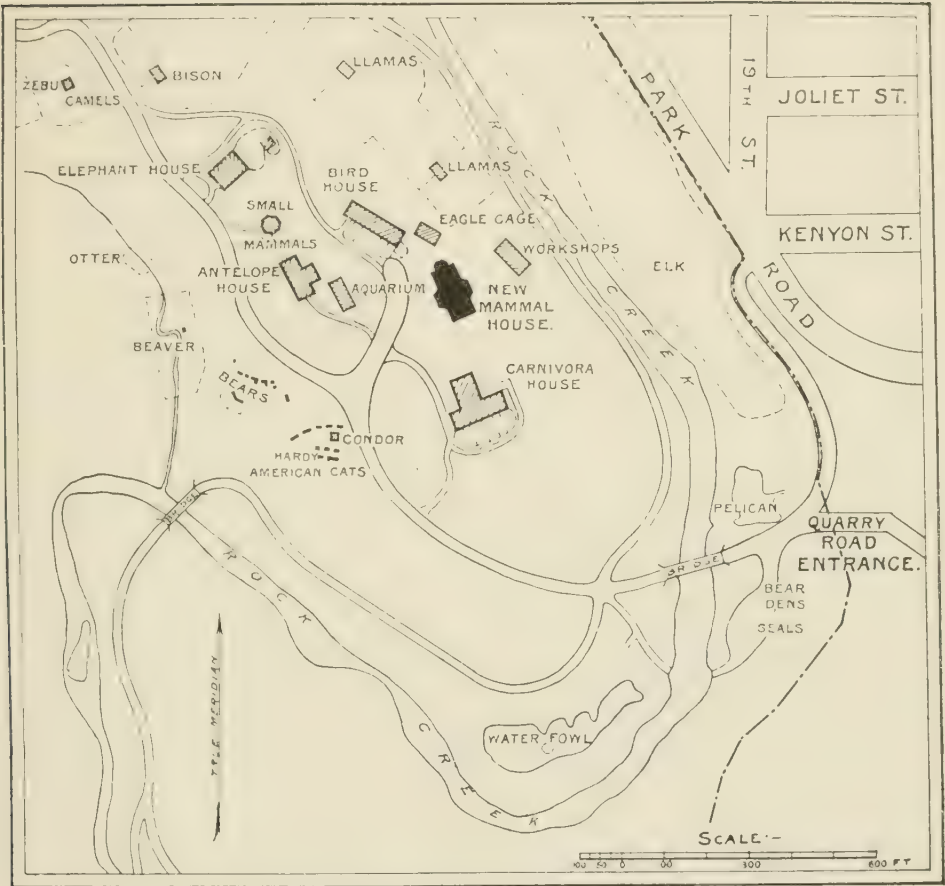 ZEBU
CAMELS
BISON
LLAMAS
PARK
ROAD
19TH ST.
JOLIET ST.
ELEPHANT HOUSE
BIRD
HOUSE
LLAMAS
ROCK
CREEK
SMALL
MAMMALS
EAGLE CAGE
KENYON ST.
OTTER
WORKSHOPS
ELK
ANTELOPE
HOUSE
AQUARIUM
NEW
MAMMAL
HOUSE.
BEAVER
BEARS
CARNIVORA
HOUSE
CONDOR
HARDY
AMERICAN CATS
PELICAN
BRIDGE
QUARRY
ROAD
ENTRANCE.
BRIDGE
ROCK
CREEK
BEAR
DENS
SEALS
TRUE MERIDIAN
WATER FOWL
SCALE:-
100 50 0 100 300 600 FT